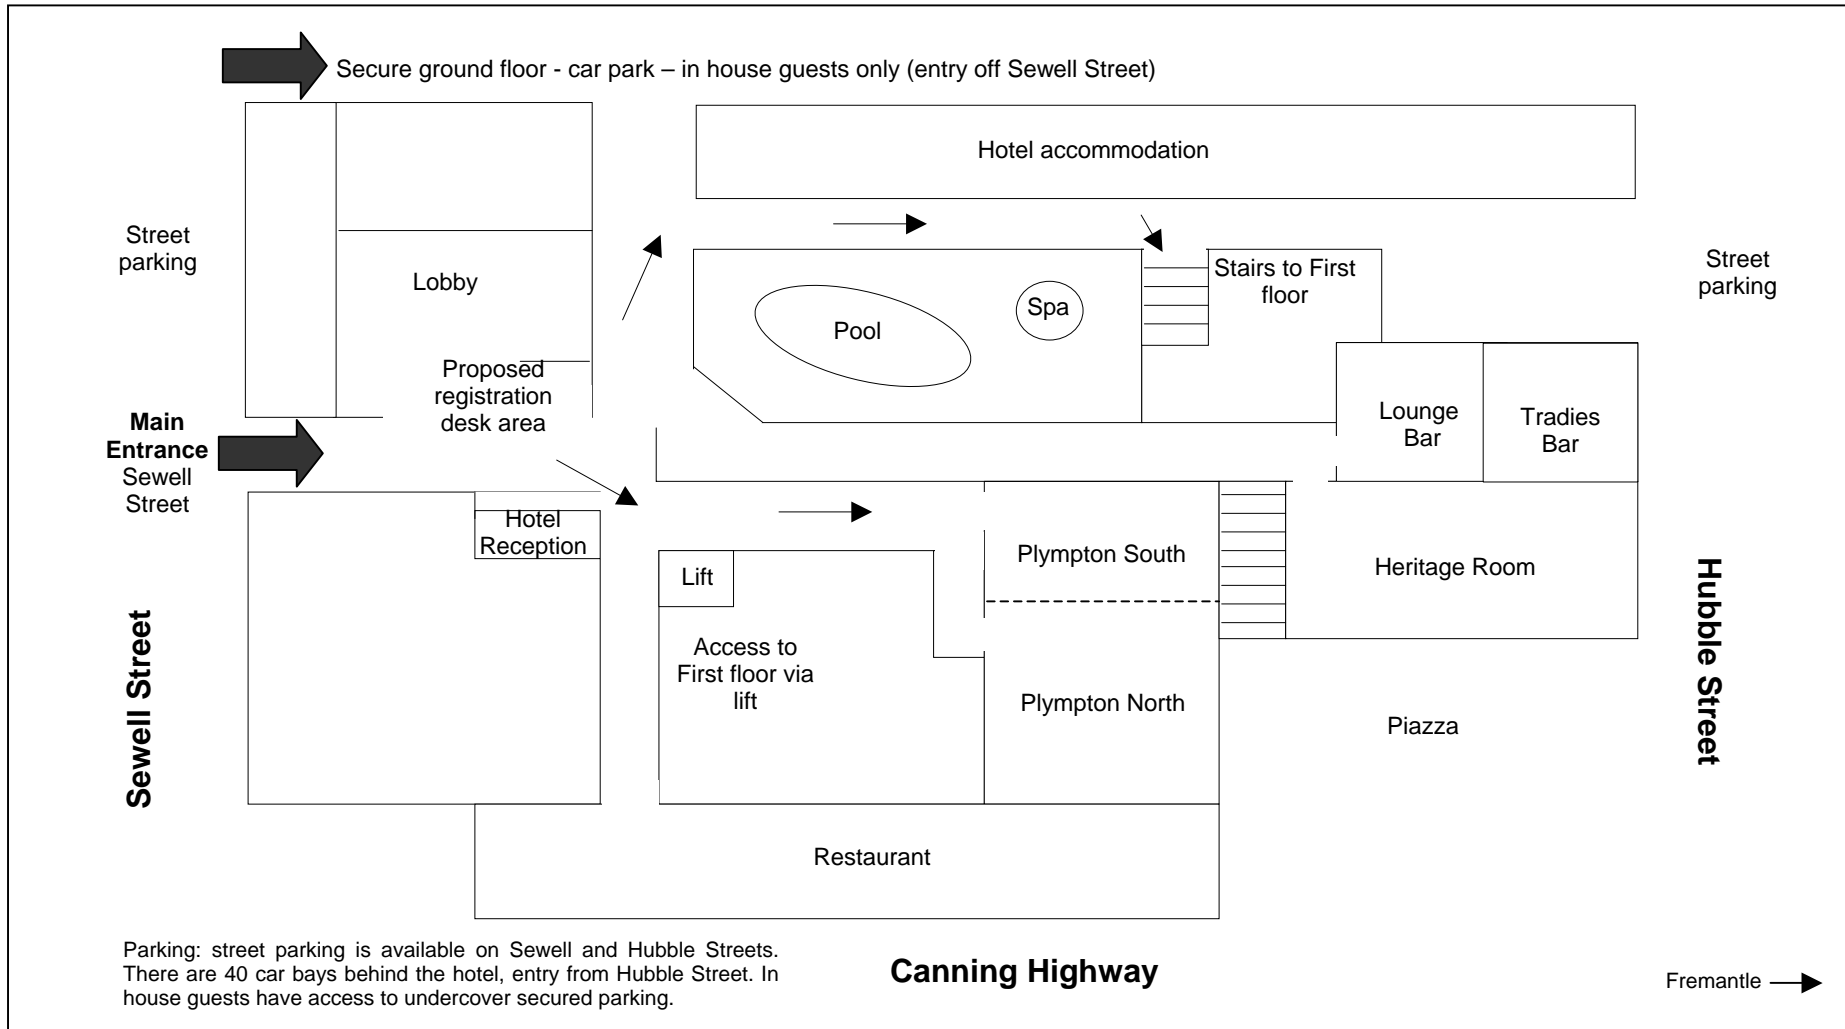 Secure ground floor - car park – in house guests only (entry off Sewell Street)
Hotel accommodation
Street
parking
Lobby
Stairs to First
floor
Street
parking
Pool
Spa
Proposed
registration
desk area
Lounge
Bar
Tradies
Bar
Main
Entrance
Sewell
Street
Hotel
Reception
Plympton South
Heritage Room
Lift
Access to
First floor via
lift
Plympton North
Piazza
Sewell Street
Hubble Street
Restaurant
Parking: street parking is available on Sewell and Hubble Streets.
There are 40 car bays behind the hotel, entry from Hubble Street. In
house guests have access to undercover secured parking.
Canning Highway
Fremantle